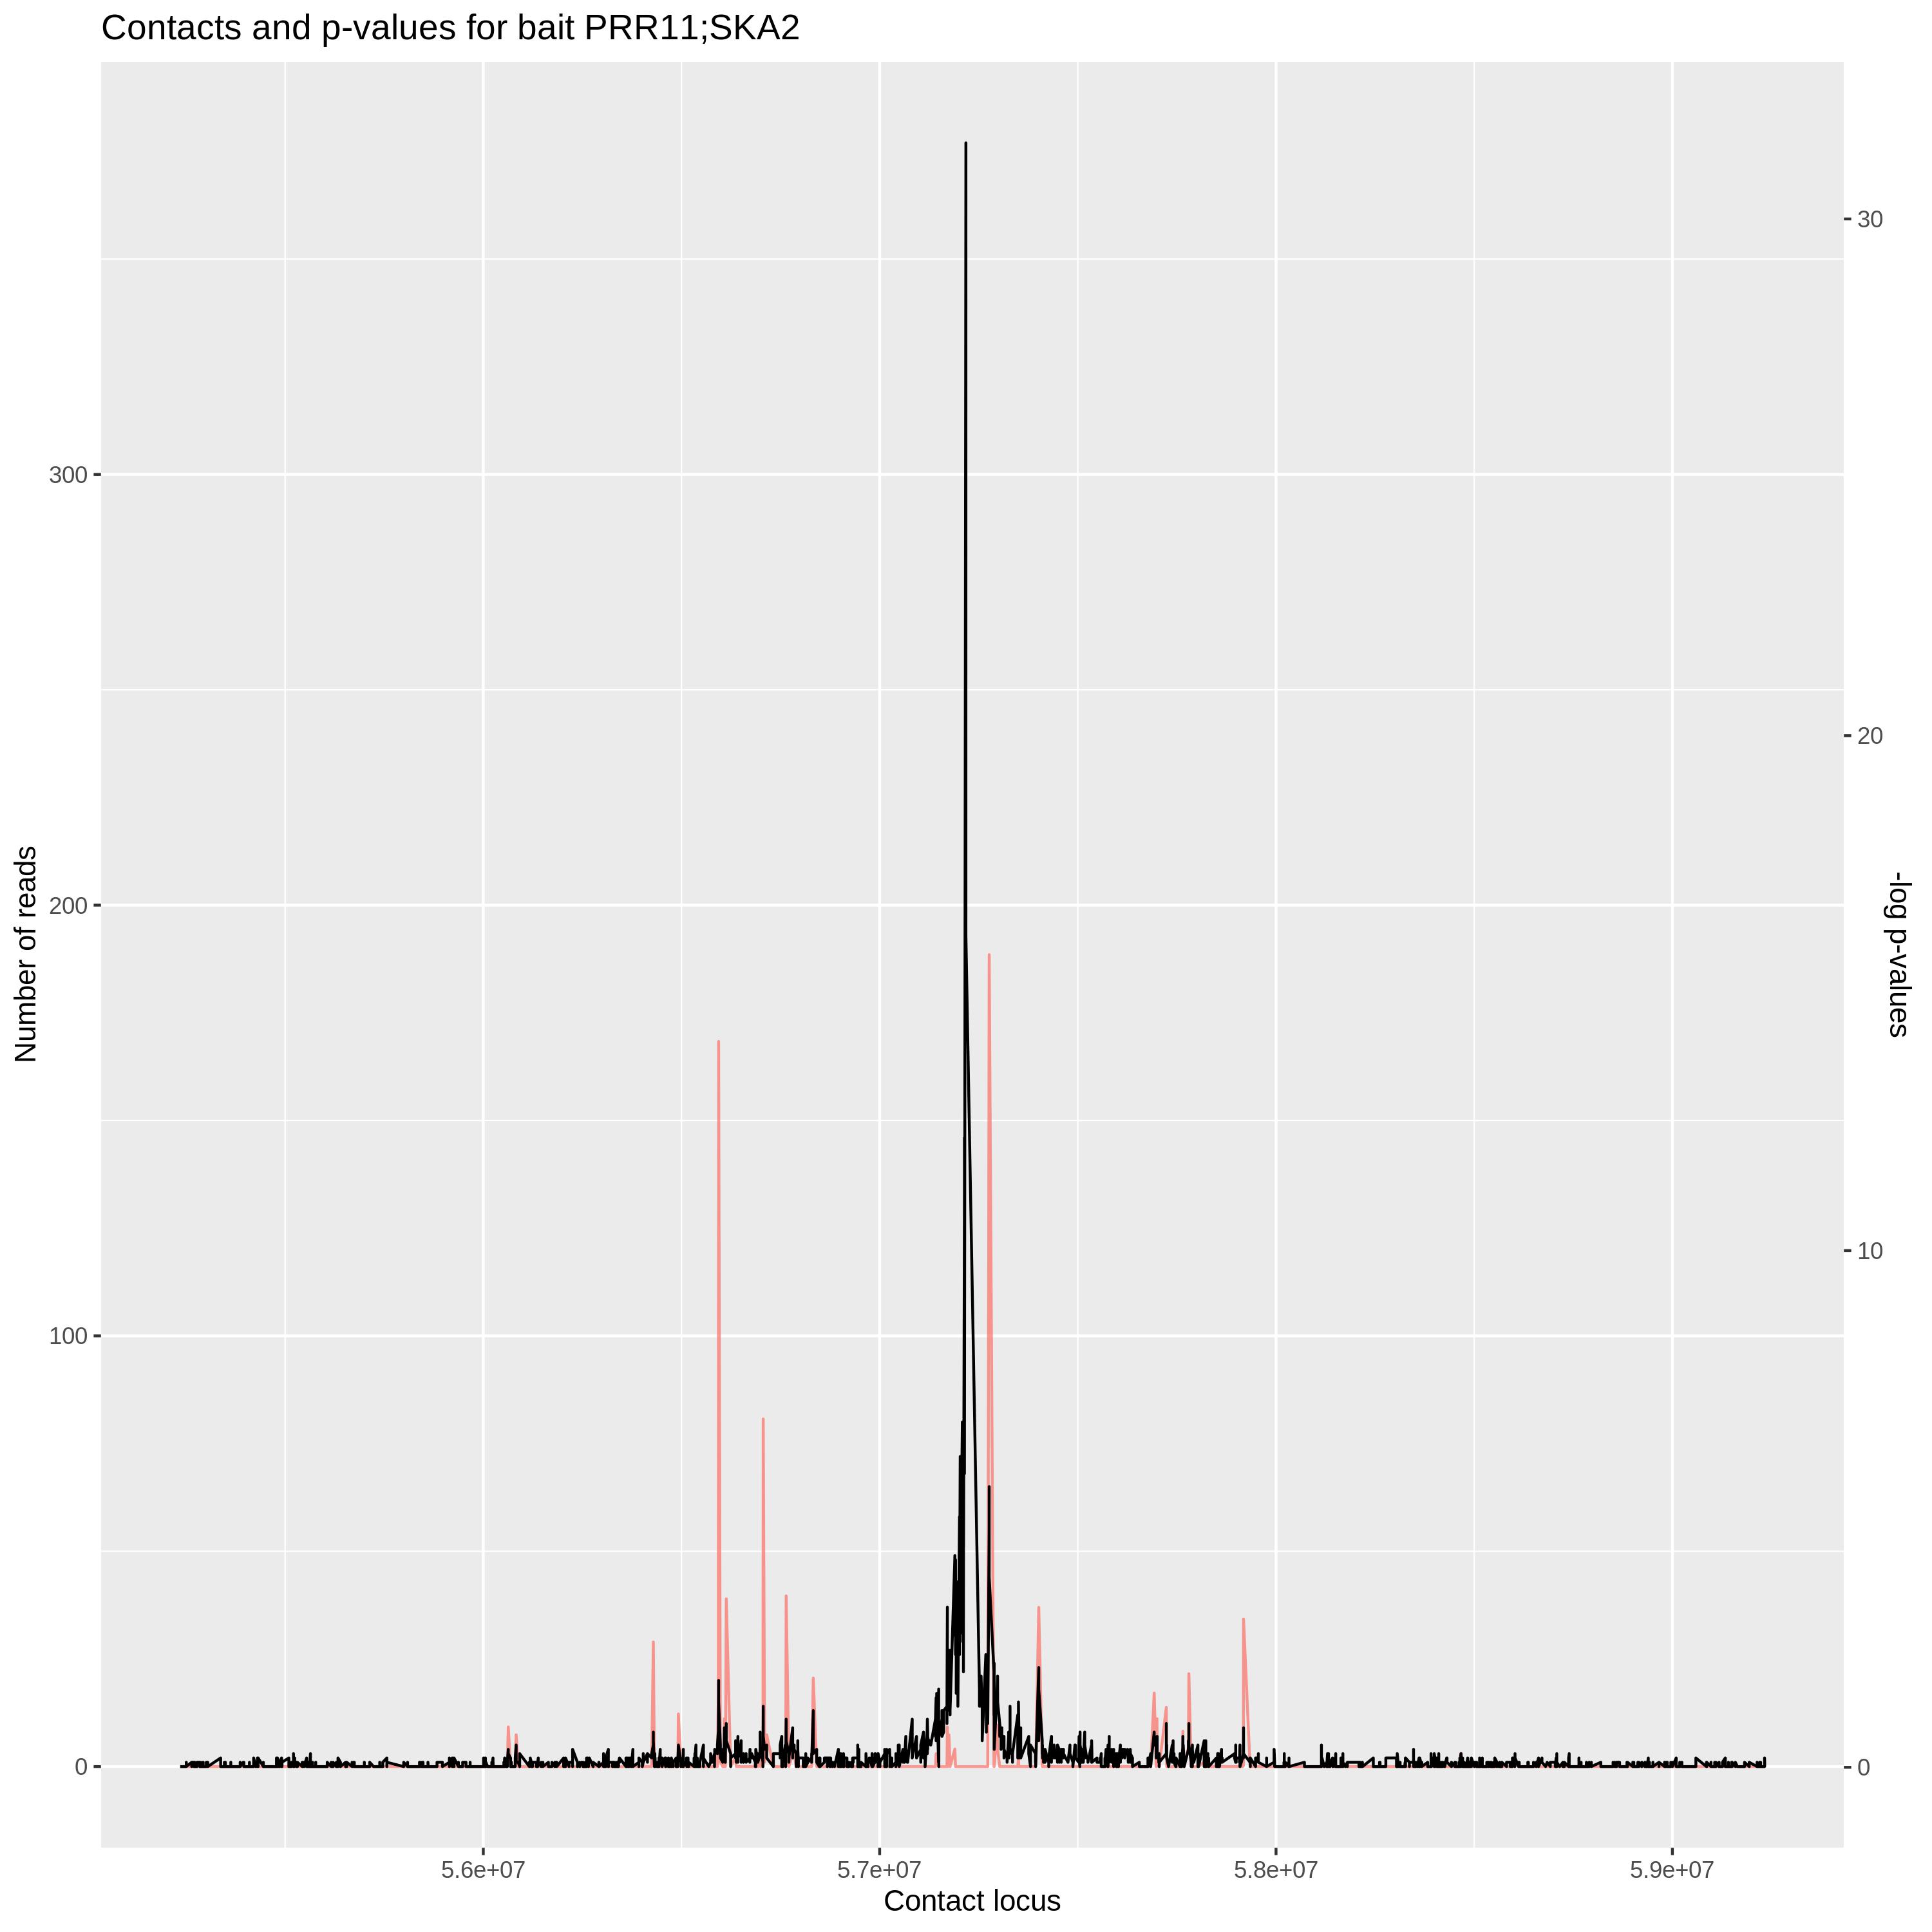 Contacts and p-values for bait PRR11;SKA2
Number of reads
300
200
100
0
30
20
10
0
-log p-values
5.6e+07
5.7e+07
5.8e+07
5.9e+07
Contact locus